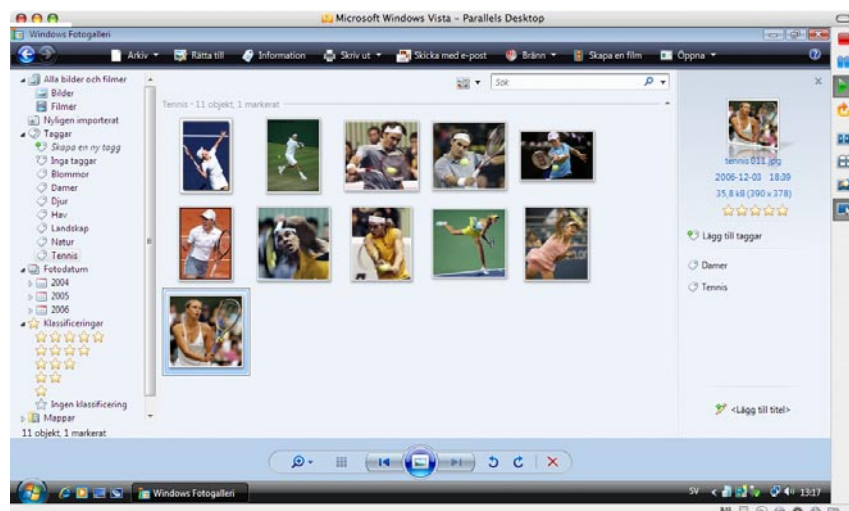 Microsoft Windows Vista - Parallels Desktop
Windows Fotogalleri
Arkiv Rätta till Information Skriv ut Skicka med e-post Bränn Skapa en film Öppna
Alla bilder och filmer
Bilder
Filmer
Nyligen importerat
Taggar
Skapa en ny tagg
Inga taggar
Blommor
Damer
Djur
Hav
Landskap
Natur
Tennis
Fotodatum
2004
2005
2006
Klassificeringar
Ingen klassificering
Mappar
11 objekt, 1 markerat
Sök
Tennis - 11 objekt, 1 markerat
tennis 011.jpg
2006-12-03 18:39
35,8 kB (390 x 378)
Lägg till taggar
Damer
Tennis
<Lägg till titel>
Windows Fotogalleri
SV
13:17